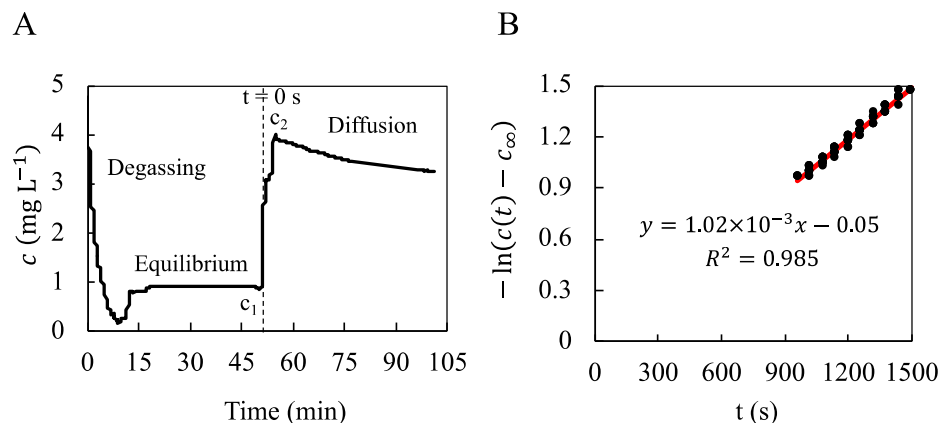 A
5
4
3
2
1
0
c (mg L⁻¹)
t = 0 s
c₂
Diffusion
Degassing
Equilibrium
c₁
0 15 30 45 60 75 90 105
Time (min)
B
1.5
1.2
0.9
0.6
0.3
0
− ln(c(t) − c∞)
y = 1.02×10⁻³x − 0.05
R² = 0.985
0 300 600 900 1200 1500
t (s)